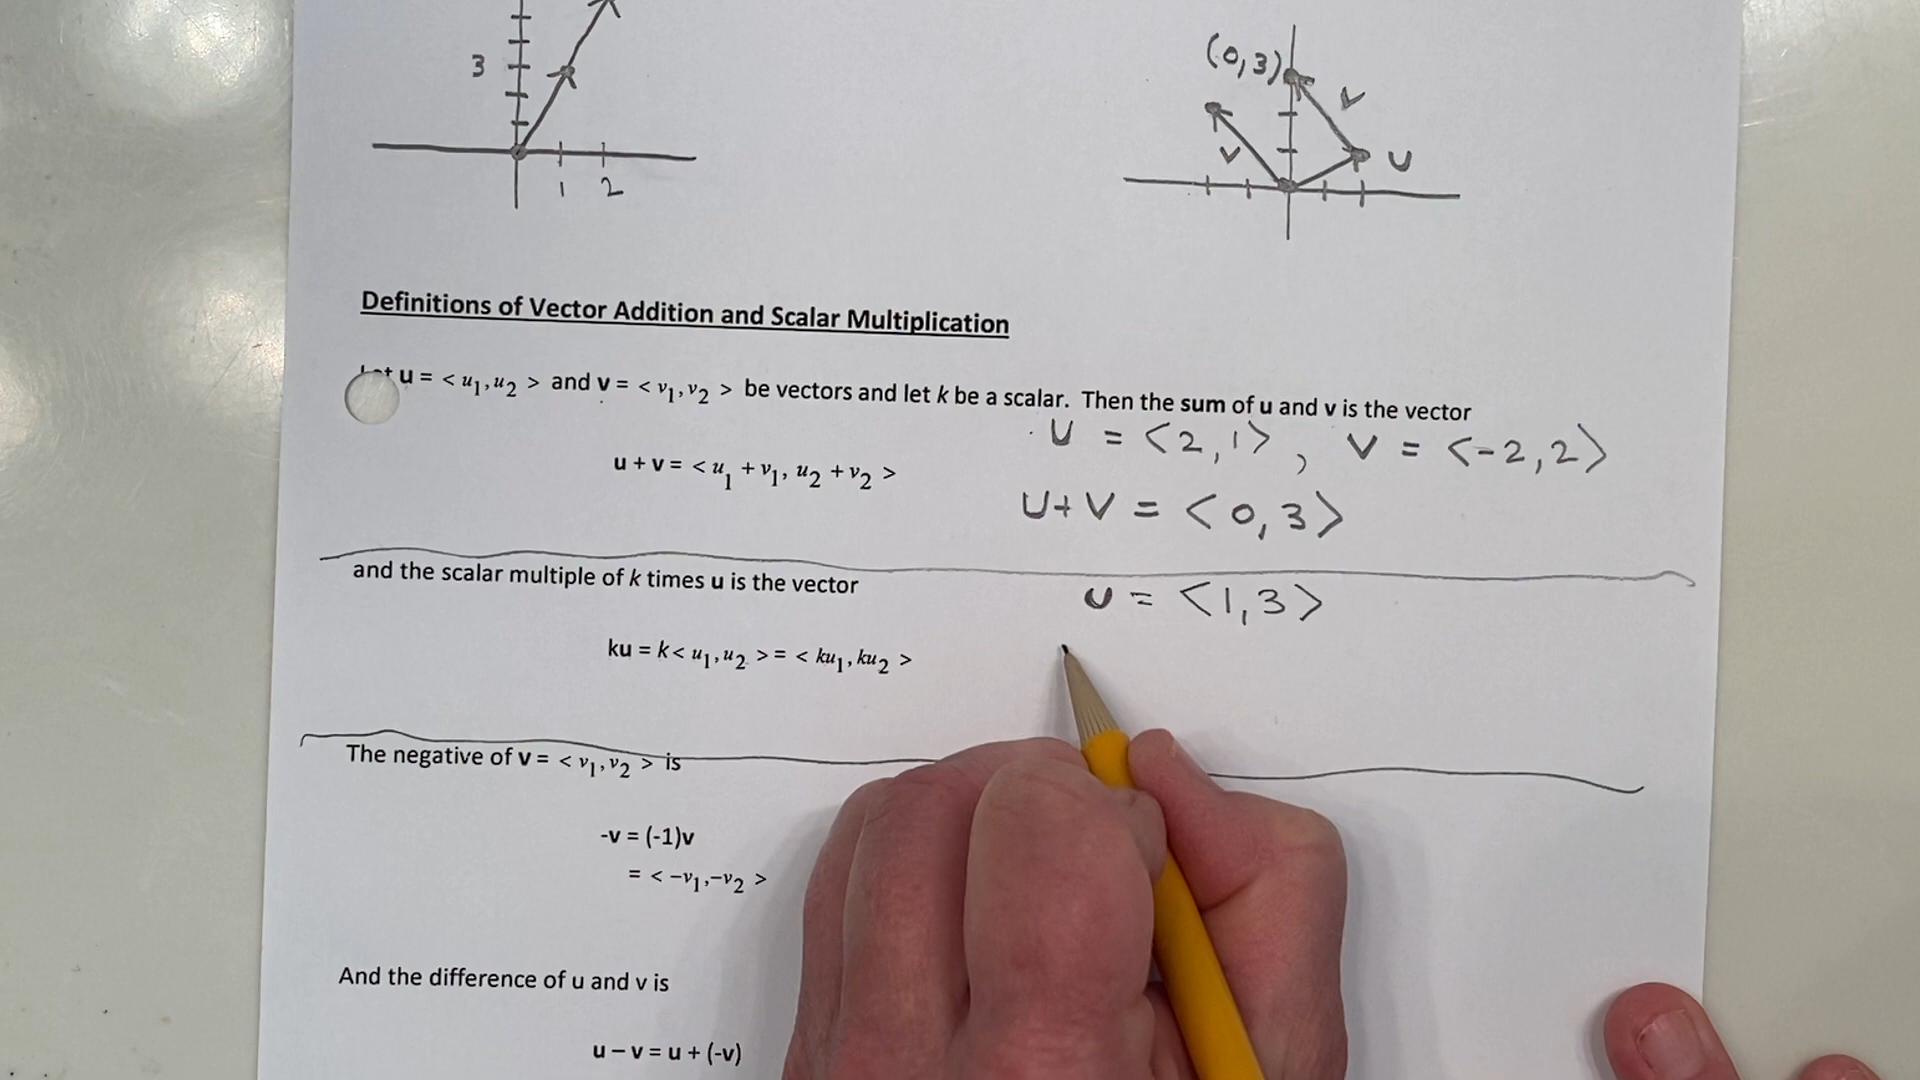 3
1 2
(0,3)
V
V
U
Definitions of Vector Addition and Scalar Multiplication
Let u = < u₁, u₂ > and v = < v₁, v₂ > be vectors and let k be a scalar. Then the sum of u and v is the vector
U = <2, 1> , V = <-2, 2>
u + v = < u₁ + v₁, u₂ + v₂ >
U+V = <0, 3>
and the scalar multiple of k times u is the vector
U = <1, 3>
ku = k< u₁, u₂ > = < ku₁, ku₂ >
The negative of v = < v₁, v₂ > is
-v = (-1)v
= < −v₁, −v₂ >
And the difference of u and v is
u − v = u + (-v)